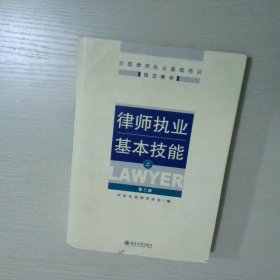 全国律师执业基础培训
指定教材
律师执业
基本技能
上
LAWYER
第三版
中华全国律师协会/编
北京大学出版社